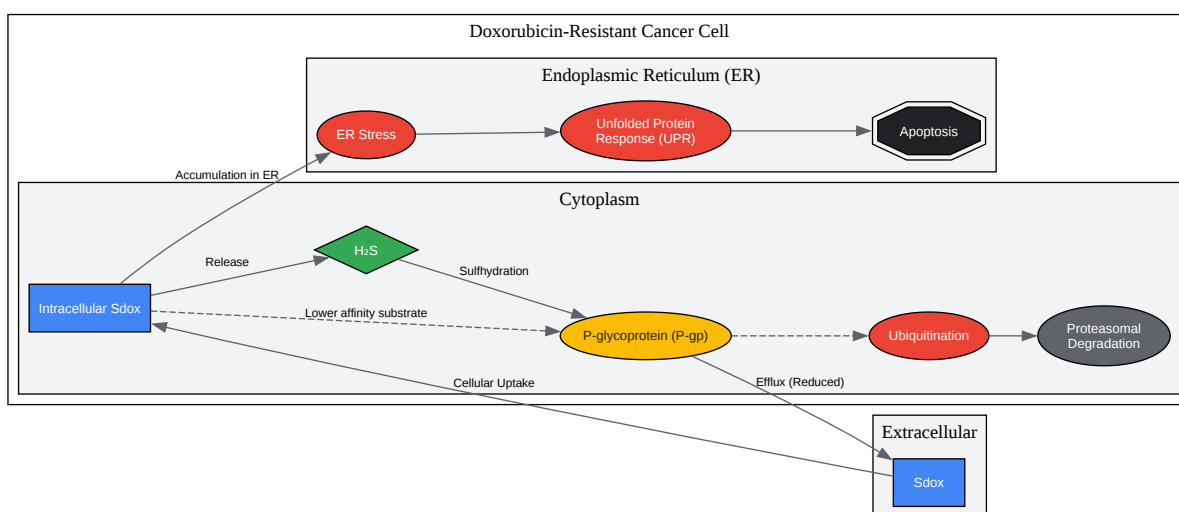 Doxorubicin-Resistant Cancer Cell
Endoplasmic Reticulum (ER)
ER Stress
Unfolded Protein
Response (UPR)
Apoptosis
Accumulation in ER
Cytoplasm
H₂S
Release
Sulfhydration
Intracellular Sdox
Lower affinity substrate
P-glycoprotein (P-gp)
Ubiquitination
Proteasomal
Degradation
Cellular Uptake
Efflux (Reduced)
Extracellular
Sdox